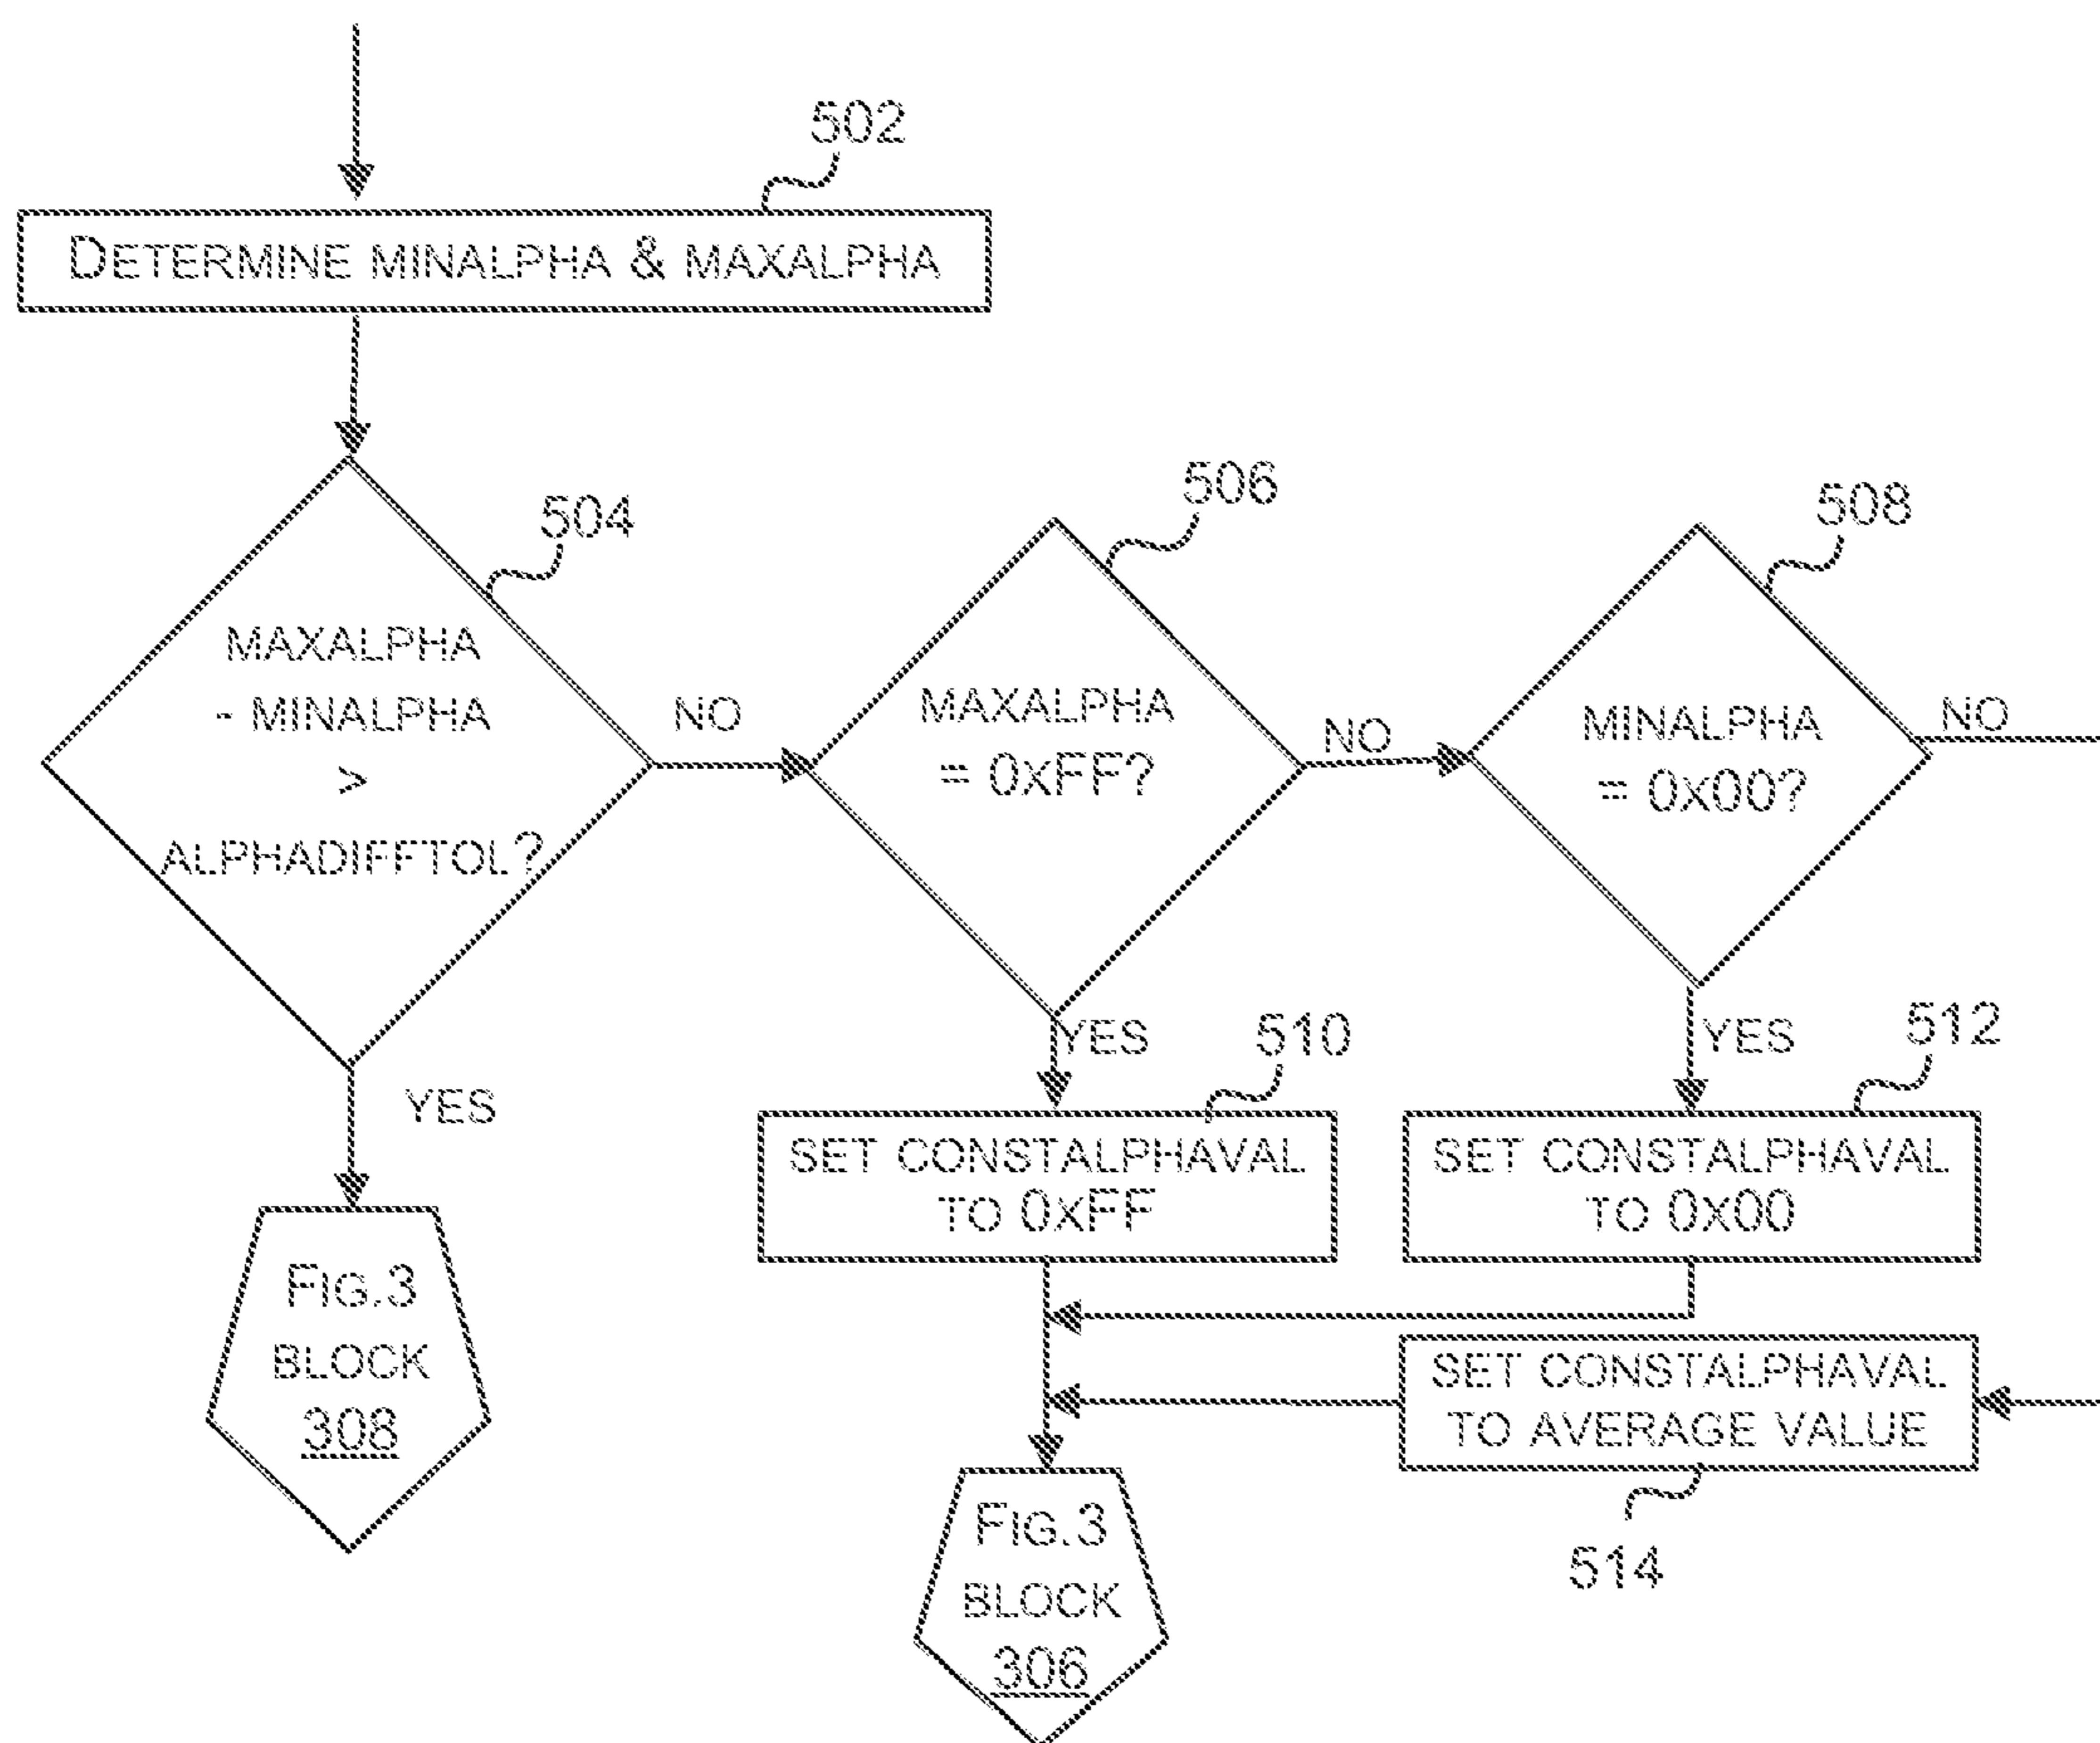 502
DETERMINE MINALPHA & MAXALPHA
504
MAXALPHA
- MINALPHA
>
ALPHADIFFTOL?
NO
YES
506
MAXALPHA
= 0XFF?
NO
YES
508
MINALPHA
= 0X00?
NO
YES
510
SET CONSTALPHAVAL
TO 0XFF
512
SET CONSTALPHAVAL
TO 0X00
SET CONSTALPHAVAL
TO AVERAGE VALUE
514
FIG.3
BLOCK
308
FIG.3
BLOCK
306